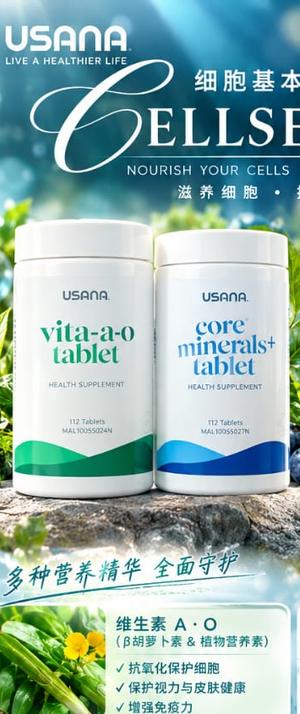 USANA
LIVE A HEALTHIER LIFE
细胞基本
CELLSE
NOURISH YOUR CELLS
滋养细胞 •
USANA
vita-a-o
tablet
HEALTH SUPPLEMENT
112 Tablets
MAL10055024N
USANA
core
minerals+
tablet
HEALTH SUPPLEMENT
112 Tablets
MAL10055027N
多种营养精华 全面守护
维生素 A · O
(β胡萝卜素 & 植物营养素)
✓ 抗氧化保护细胞
✓ 保护视力与皮肤健康
✓ 增强免疫力